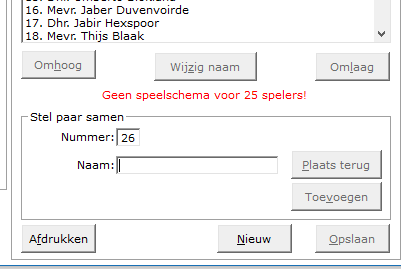 16. Mevr. Jaber Duvenvoirde
17. Dhr. Jabir Hexspoor
18. Mevr. Thijs Blaak
Omhoog Wijzig naam Omlaag
Geen speelschema voor 25 spelers!
Stel paar samen
Nummer: 26
Naam: Plaats terug
Toevoegen
Afdrukken Nieuw Opslaan